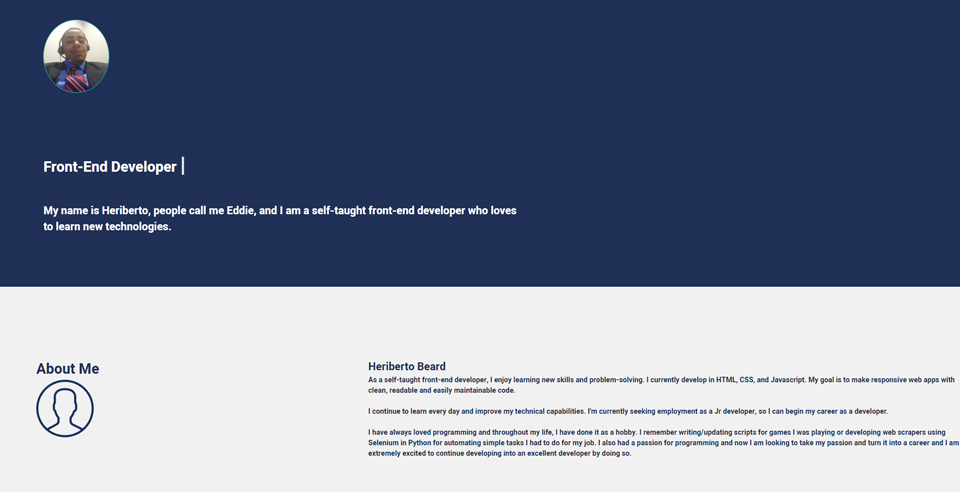 Front-End Developer |
My name is Heriberto, people call me Eddie, and I am a self-taught front-end developer who loves
to learn new technologies.
About Me
Heriberto Beard
As a self-taught front-end developer, I enjoy learning new skills and problem-solving. I currently develop in HTML, CSS, and Javascript. My goal is to make responsive web apps with
clean, readable and easily maintainable code.
I continue to learn every day and improve my technical capabilities. I'm currently seeking employment as a Jr developer, so I can begin my career as a developer.
I have always loved programming and throughout my life, I have done it as a hobby. I remember writing/updating scripts for games I was playing or developing web scrapers using
Selenium in Python for automating simple tasks I had to do for my job. I also had a passion for programming and now I am looking to take my passion and turn it into a career and I am
extremely excited to continue developing into an excellent developer by doing so.